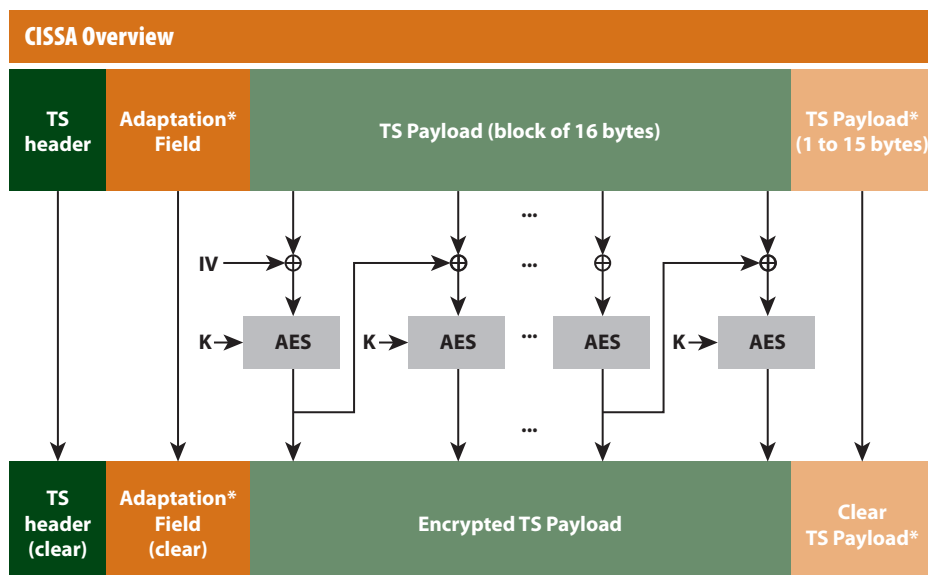 CISSA Overview
TS
header
Adaptation*
Field
TS Payload (block of 16 bytes)
TS Payload*
(1 to 15 bytes)
...
IV
...
K
AES
K
AES
...
AES
K
AES
...
TS
header
(clear)
Adaptation*
Field
(clear)
Encrypted TS Payload
Clear
TS Payload*